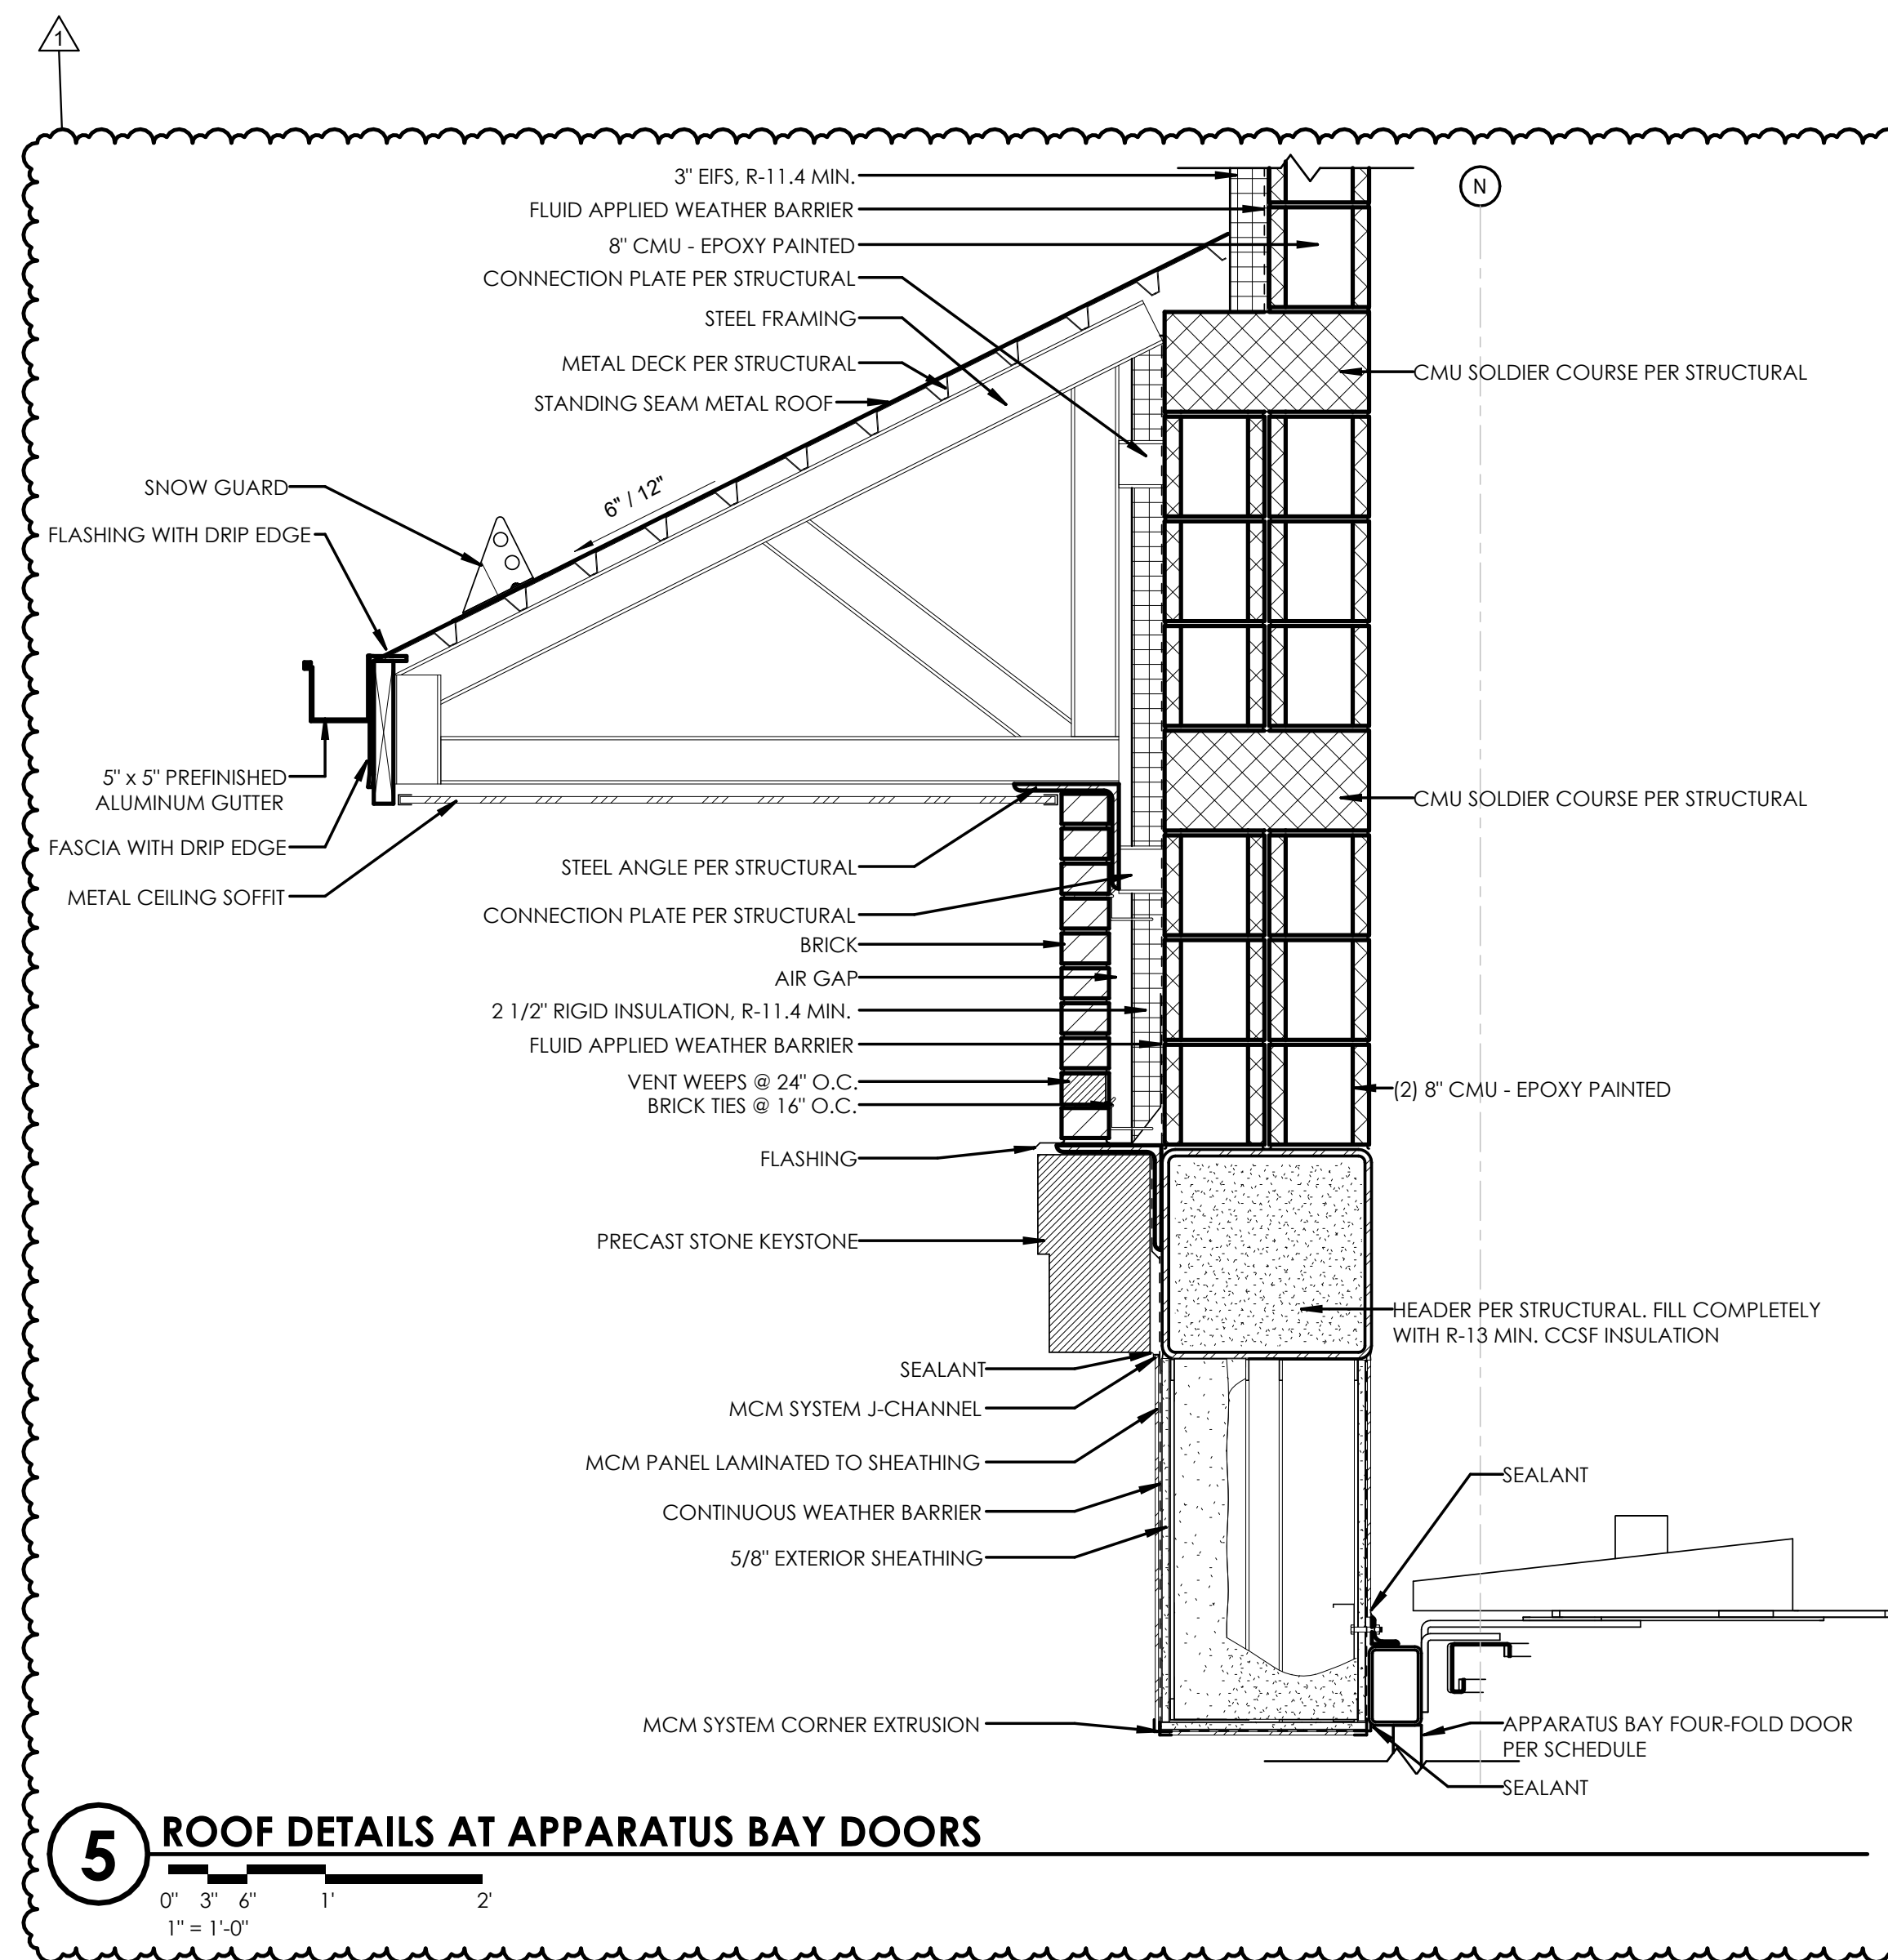 1
3" EIFS, R-11.4 MIN.
FLUID APPLIED WEATHER BARRIER
8" CMU - EPOXY PAINTED
CONNECTION PLATE PER STRUCTURAL
STEEL FRAMING
METAL DECK PER STRUCTURAL
STANDING SEAM METAL ROOF
N
CMU SOLDIER COURSE PER STRUCTURAL
6" / 12"
SNOW GUARD
FLASHING WITH DRIP EDGE
5" x 5" PREFINISHED
ALUMINUM GUTTER
FASCIA WITH DRIP EDGE
METAL CEILING SOFFIT
CMU SOLDIER COURSE PER STRUCTURAL
STEEL ANGLE PER STRUCTURAL
CONNECTION PLATE PER STRUCTURAL
BRICK
AIR GAP
2 1/2" RIGID INSULATION, R-11.4 MIN.
FLUID APPLIED WEATHER BARRIER
VENT WEEPS @ 24" O.C.
BRICK TIES @ 16" O.C.
(2) 8" CMU - EPOXY PAINTED
FLASHING
PRECAST STONE KEYSTONE
HEADER PER STRUCTURAL. FILL COMPLETELY
WITH R-13 MIN. CCSF INSULATION
SEALANT
MCM SYSTEM J-CHANNEL
MCM PANEL LAMINATED TO SHEATHING
CONTINUOUS WEATHER BARRIER
5/8" EXTERIOR SHEATHING
SEALANT
MCM SYSTEM CORNER EXTRUSION
APPARATUS BAY FOUR-FOLD DOOR
PER SCHEDULE
SEALANT
5
ROOF DETAILS AT APPARATUS BAY DOORS
0" 3" 6" 1' 2'
1" = 1'-0"